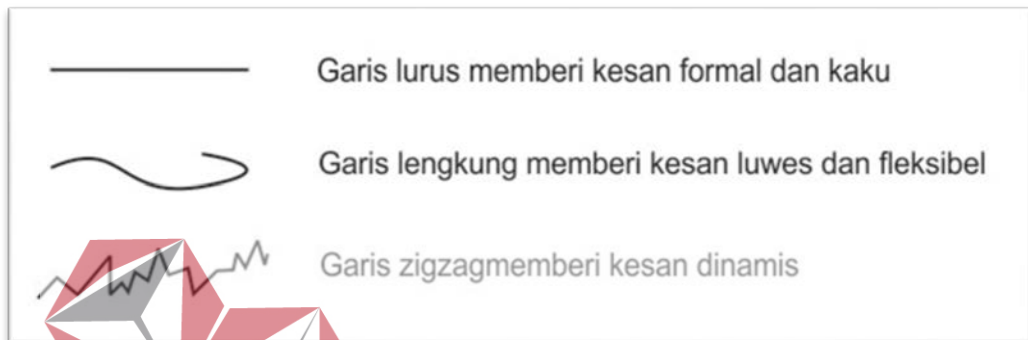 Garis lurus memberi kesan formal dan kaku
Garis lengkung memberi kesan luwes dan fleksibel
Garis zigzagmemberi kesan dinamis